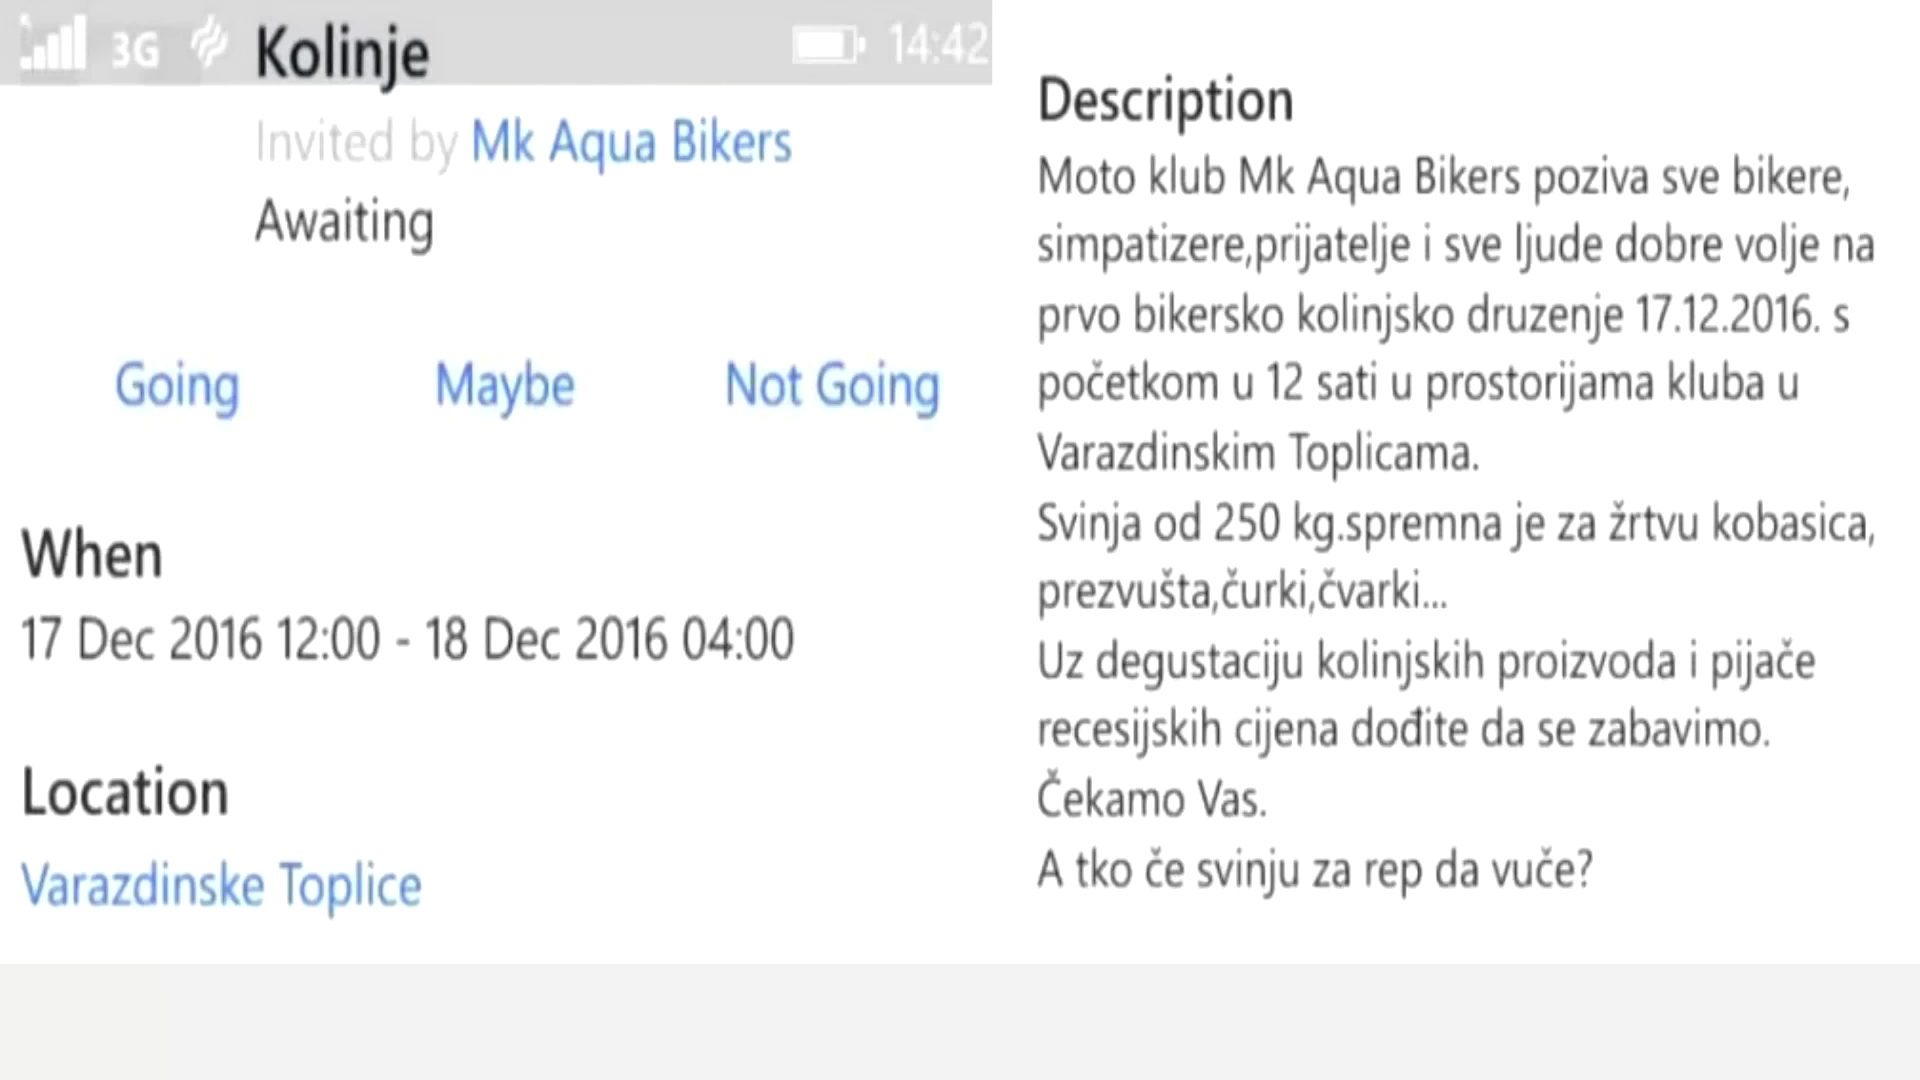 3G
14:42
Kolinje
Invited by Mk Aqua Bikers
Awaiting
Going
Maybe
Not Going
When
17 Dec 2016 12:00 - 18 Dec 2016 04:00
Location
Varazdinske Toplice
Description
Moto klub Mk Aqua Bikers poziva sve bikere,
simpatizere,prijatelje i sve ljude dobre volje na
prvo bikersko kolinjsko druzenje 17.12.2016. s
početkom u 12 sati u prostorijama kluba u
Varazdinskim Toplicama.
Svinja od 250 kg.spremna je za žrtvu kobasica,
prezvušta,čurki,čvarki...
Uz degustaciju kolinjskih proizvoda i pijače
recesijskih cijena dođite da se zabavimo.
Čekamo Vas.
A tko če svinju za rep da vuče?